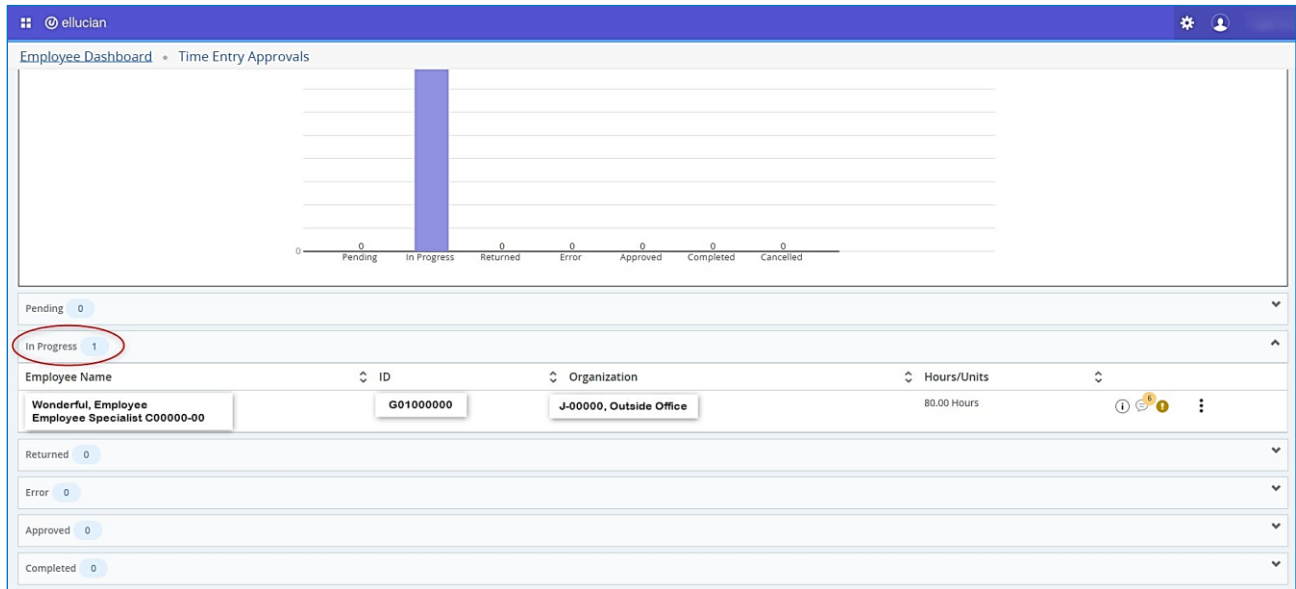 ellucian
Employee Dashboard • Time Entry Approvals
0
0 0 0 0 0 0
Pending In Progress Returned Error Approved Completed Cancelled
Pending 0
In Progress 1
Employee Name ID Organization Hours/Units
Wonderful, Employee G01000000 J-00000, Outside Office 80.00 Hours 6
Employee Specialist C00000-00
Returned 0
Error 0
Approved 0
Completed 0